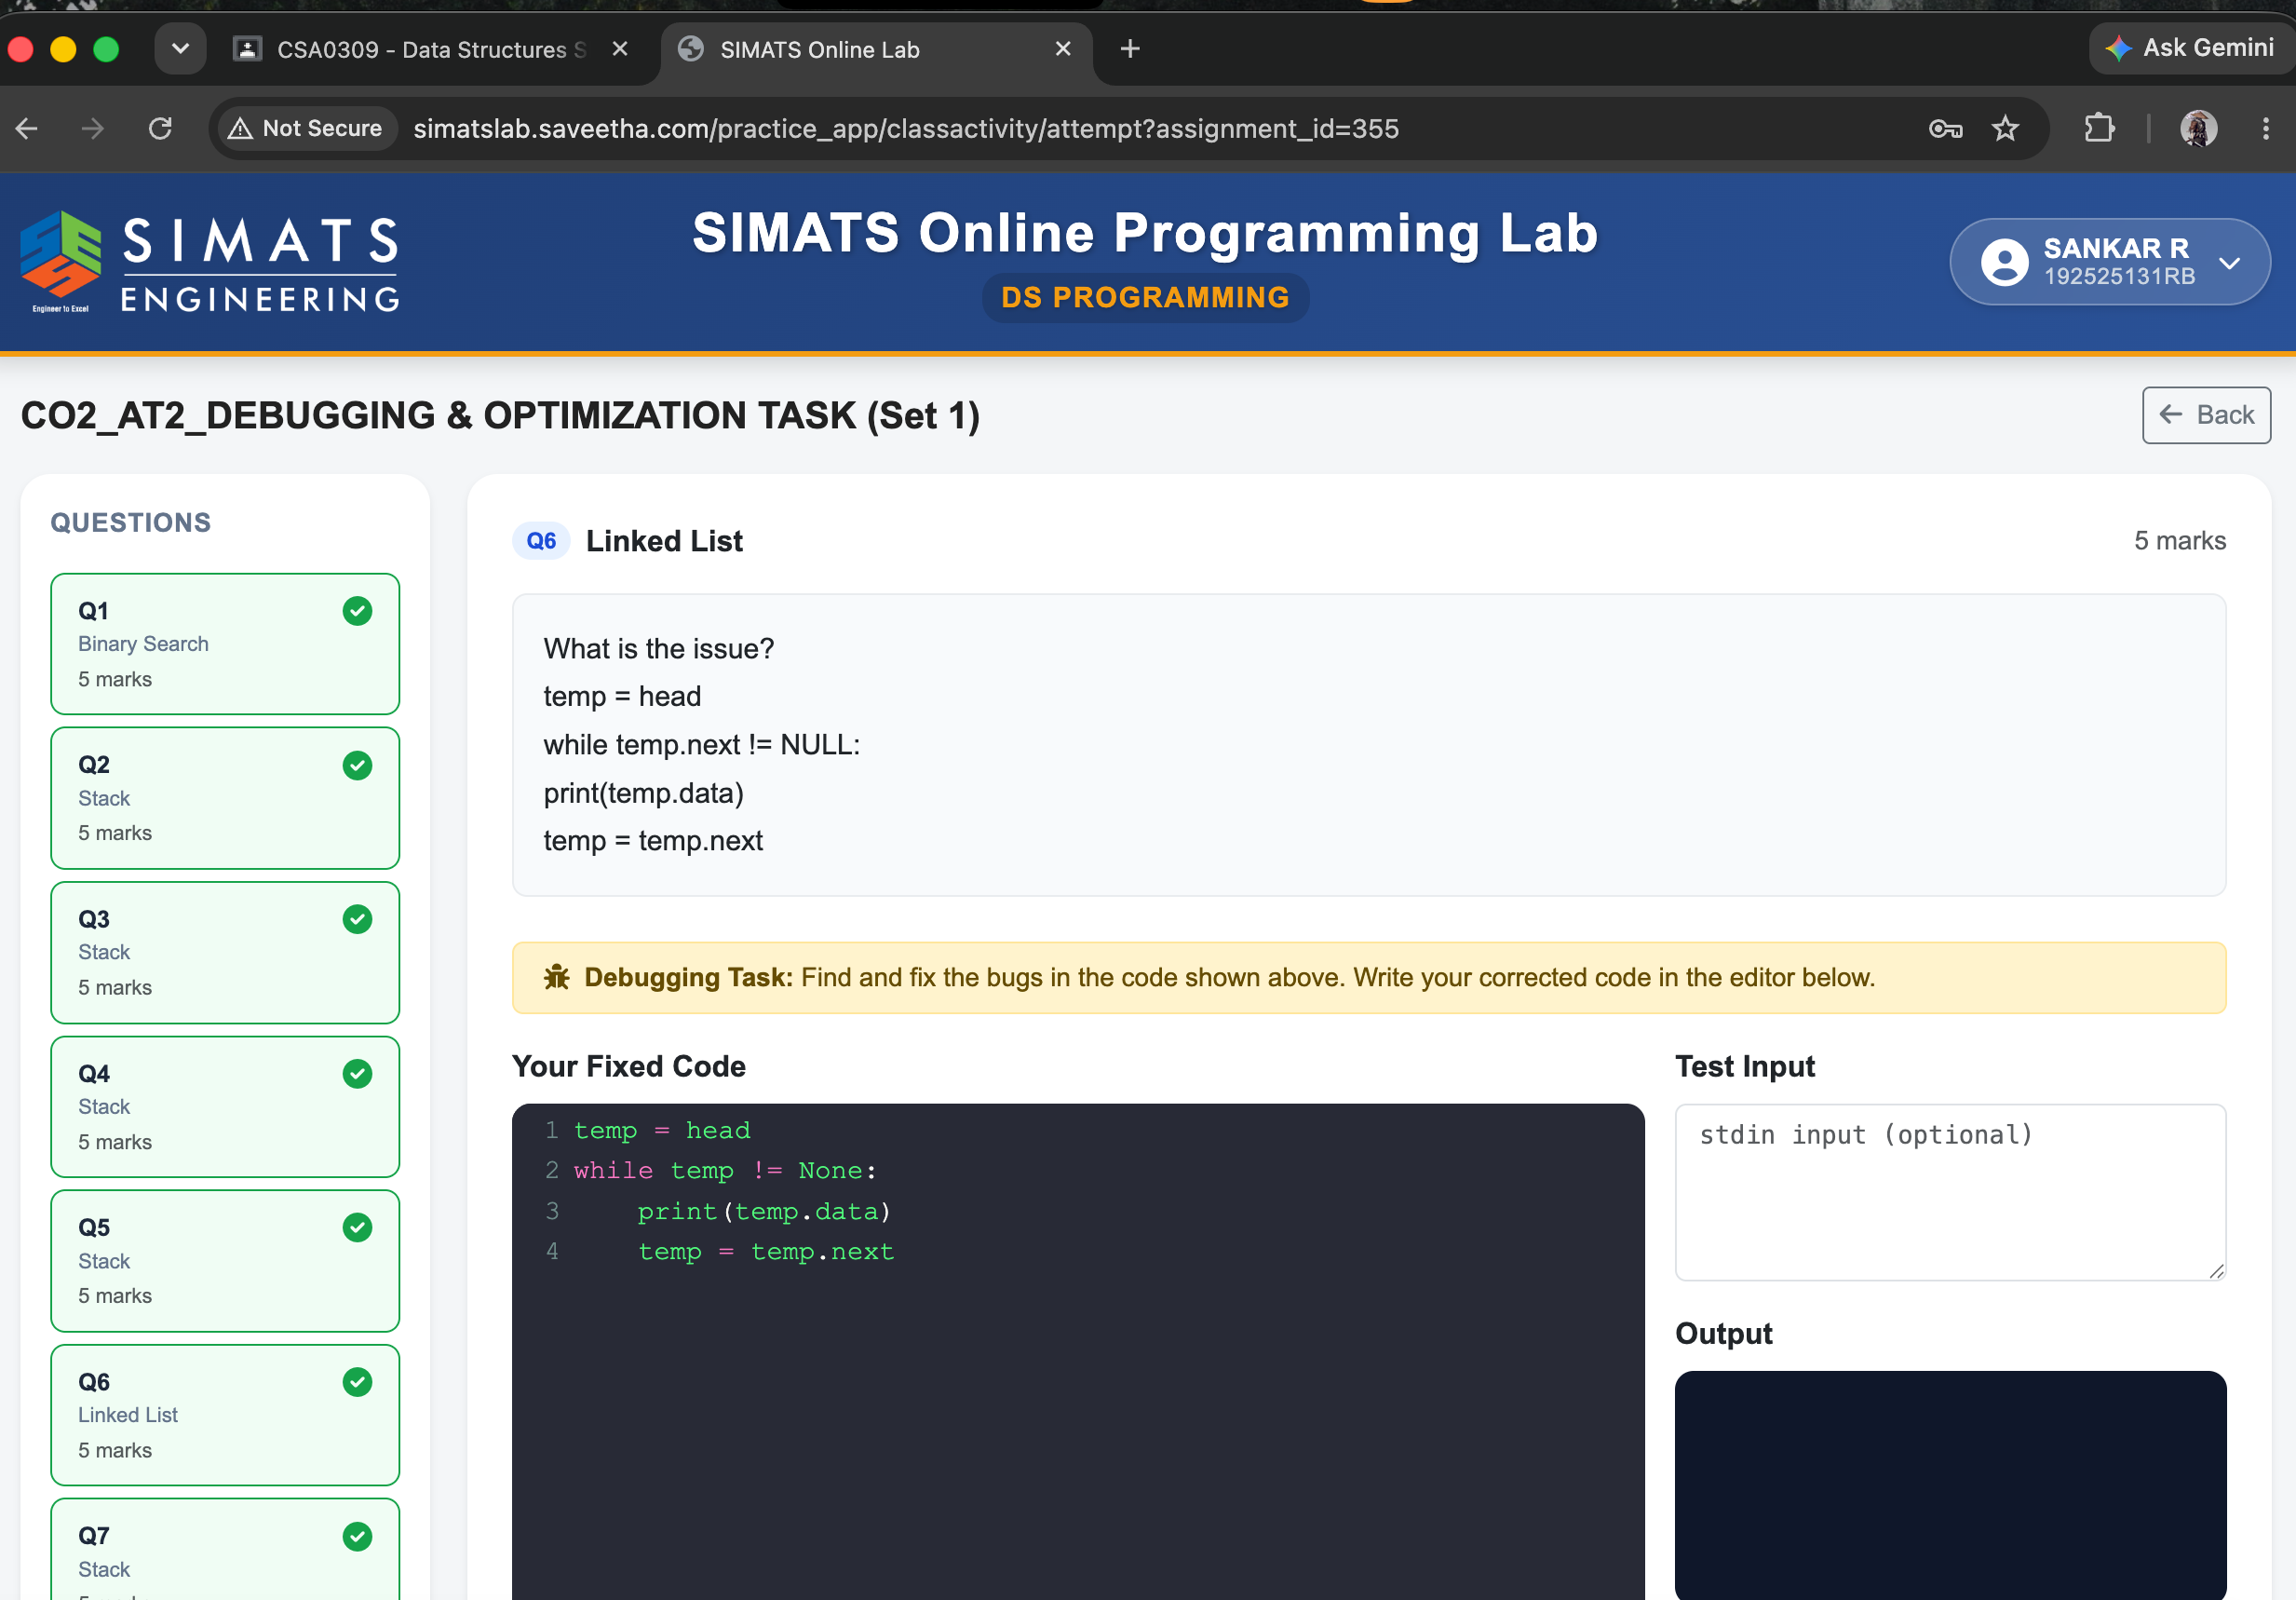 CSA0309 - Data Structures S
SIMATS Online Lab
Ask Gemini
Not Secure
simatslab.saveetha.com/practice_app/classactivity/attempt?assignment_id=355
SIMATS
ENGINEERING
Engineer to Excel
SIMATS Online Programming Lab
DS PROGRAMMING
SANKAR R
192525131RB
CO2_AT2_DEBUGGING & OPTIMIZATION TASK (Set 1)
Back
QUESTIONS
Q1
Binary Search
5 marks
Q2
Stack
5 marks
Q3
Stack
5 marks
Q4
Stack
5 marks
Q5
Stack
5 marks
Q6
Linked List
5 marks
Q7
Stack
Q6 Linked List
5 marks
What is the issue?
temp = head
while temp.next != NULL:
print(temp.data)
temp = temp.next
Debugging Task: Find and fix the bugs in the code shown above. Write your corrected code in the editor below.
Your Fixed Code
1 temp = head
2 while temp != None:
3     print(temp.data)
4     temp = temp.next
Test Input
stdin input (optional)
Output